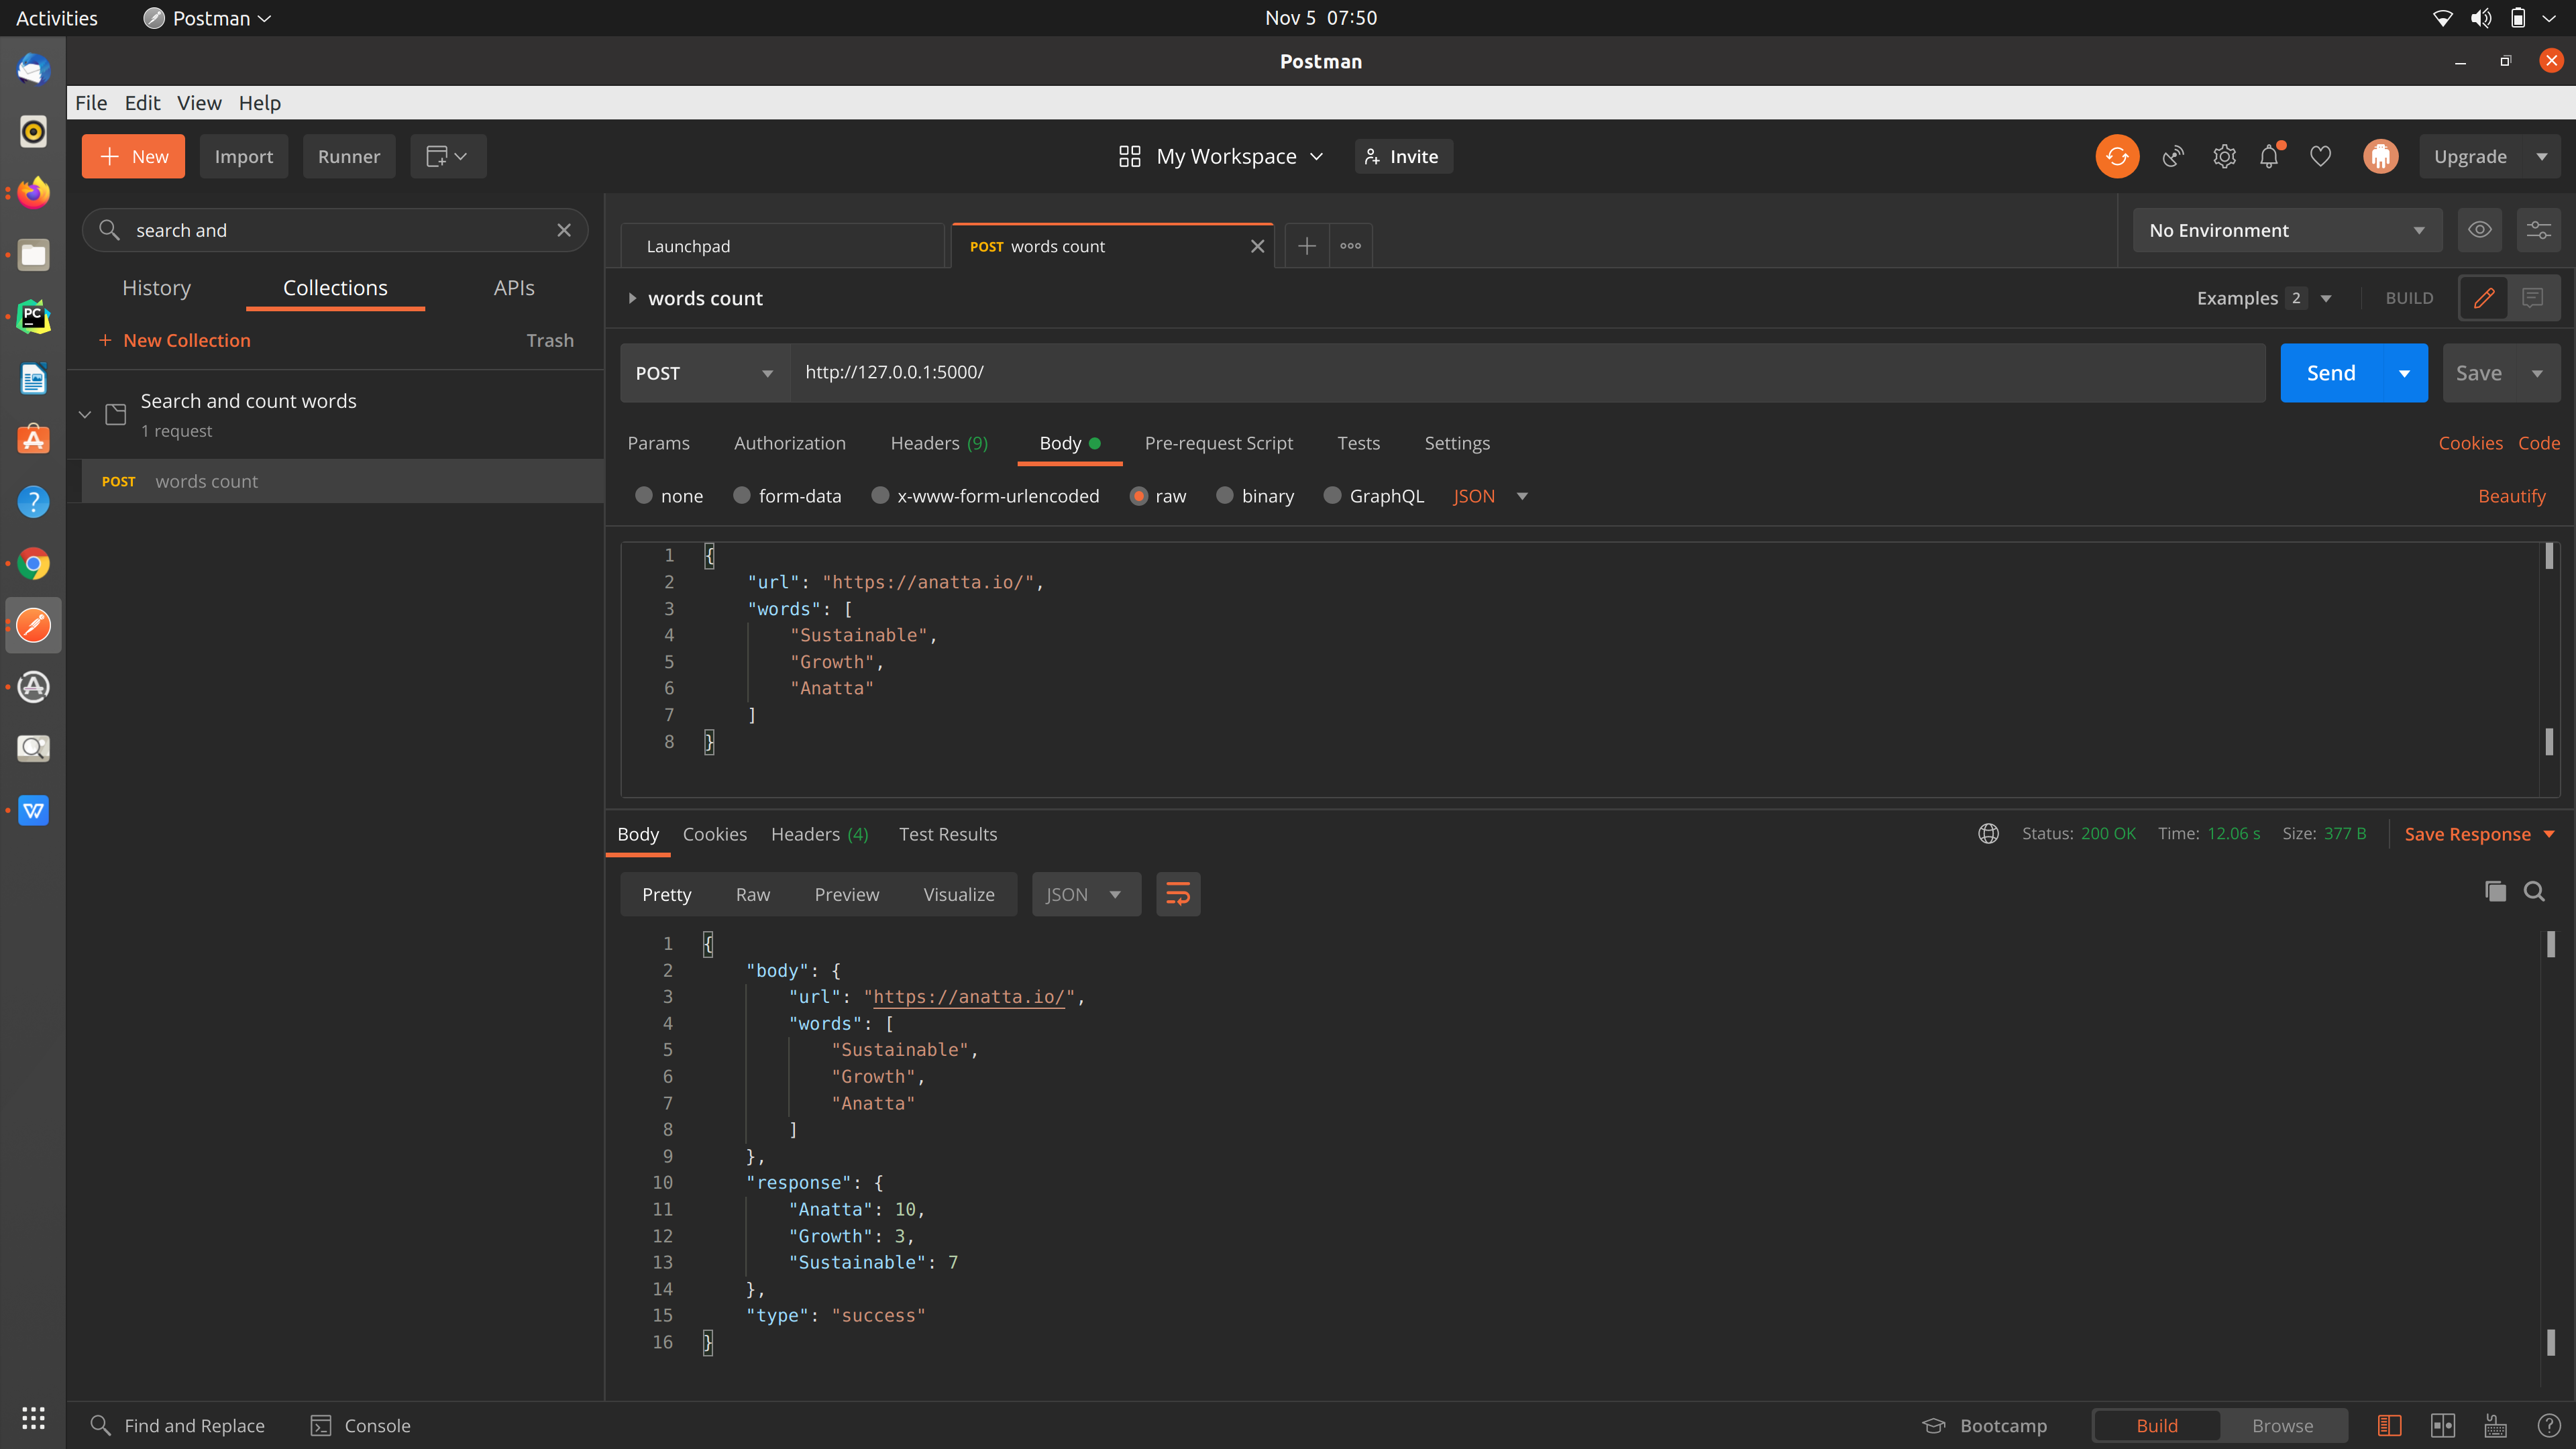 Activities Postman Nov 5 07:50
Postman
File Edit View Help
+ New Import Runner My Workspace Invite Upgrade
search and
Launchpad POST words count No Environment
History Collections APIs
words count Examples 2 BUILD
+ New Collection Trash
POST http://127.0.0.1:5000/ Send Save
Search and count words
1 request
Params Authorization Headers (9) Body Pre-request Script Tests Settings Cookies Code
POST words count
none form-data x-www-form-urlencoded raw binary GraphQL JSON Beautify
1 {
2 "url": "https://anatta.io/",
3 "words": [
4 "Sustainable",
5 "Growth",
6 "Anatta"
7 ]
8 }
Body Cookies Headers (4) Test Results Status: 200 OK Time: 12.06 s Size: 377 B Save Response
Pretty Raw Preview Visualize JSON
1 {
2 "body": {
3 "url": "https://anatta.io/",
4 "words": [
5 "Sustainable",
6 "Growth",
7 "Anatta"
8 ]
9 },
10 "response": {
11 "Anatta": 10,
12 "Growth": 3,
13 "Sustainable": 7
14 },
15 "type": "success"
16 }
Find and Replace Console Bootcamp Build Browse